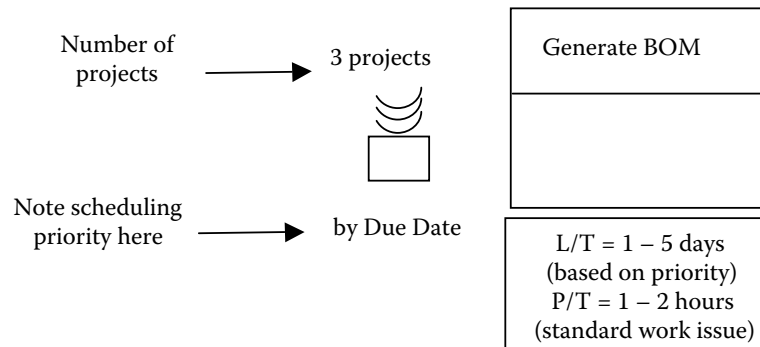 Number of
projects
3 projects
Generate BOM
Note scheduling
priority here
by Due Date
L/T = 1 – 5 days
(based on priority)
P/T = 1 – 2 hours
(standard work issue)